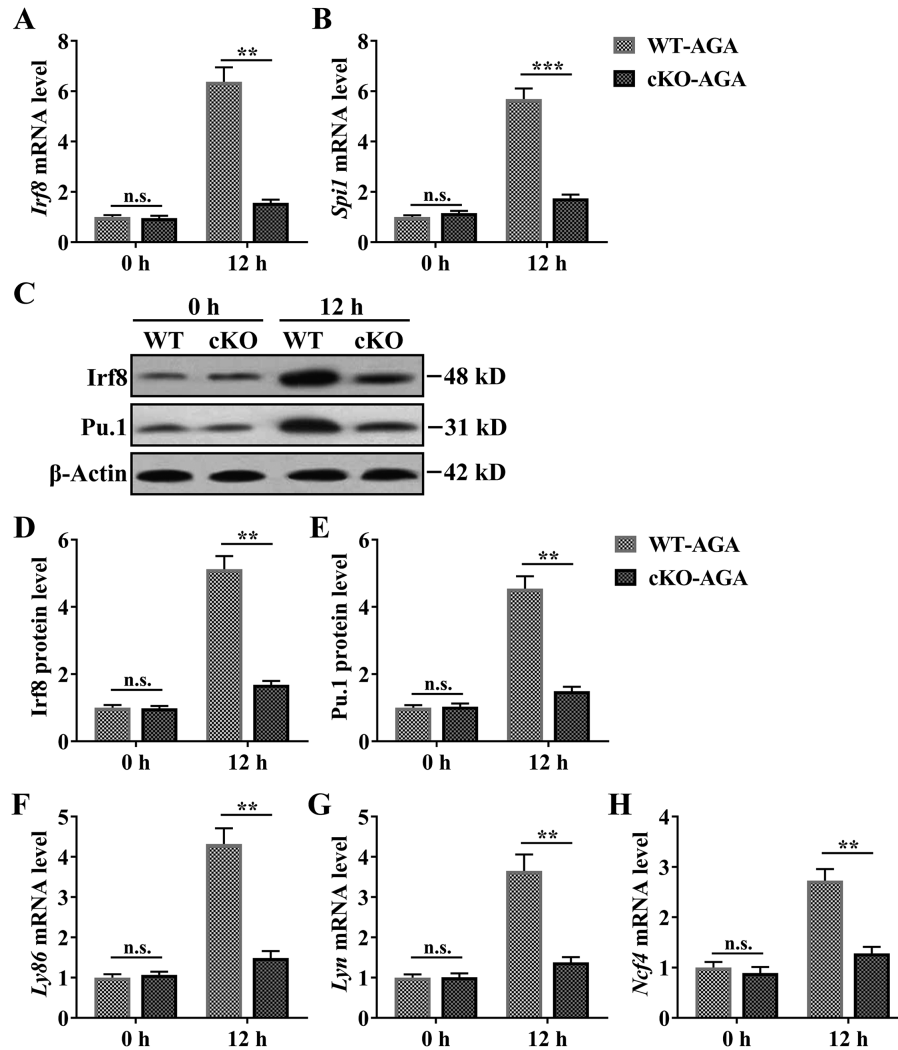 A
Irf8 mRNA level
8
6
4
2
0
n.s.
**
0 h
12 h
B
Spi1 mRNA level
8
6
4
2
0
n.s.
***
0 h
12 h
WT-AGA
cKO-AGA
C
0 h
12 h
WT
cKO
WT
cKO
Irf8
48 kD
Pu.1
31 kD
β-Actin
42 kD
D
Irf8 protein level
6
4
2
0
n.s.
**
0 h
12 h
E
Pu.1 protein level
6
4
2
0
n.s.
**
0 h
12 h
WT-AGA
cKO-AGA
F
Ly86 mRNA level
5
4
3
2
1
0
n.s.
**
0 h
12 h
G
Lyn mRNA level
5
4
3
2
1
0
n.s.
**
0 h
12 h
H
Ncf4 mRNA level
4
3
2
1
0
n.s.
**
0 h
12 h